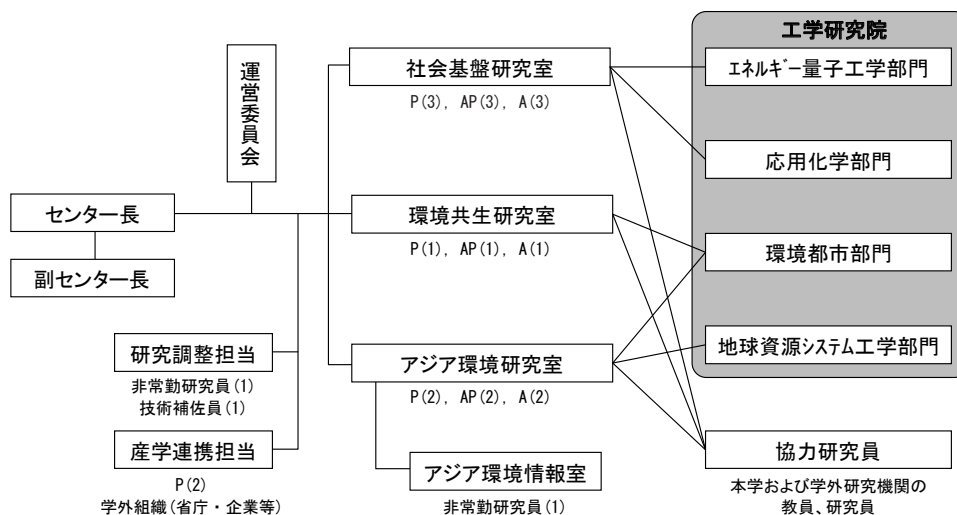 工学研究院
運営委員会
社会基盤研究室
P(3), AP(3), A(3)
エネルギー量子工学部門
応用化学部門
センター長
環境共生研究室
P(1), AP(1), A(1)
環境都市部門
副センター長
研究調整担当
非常勤研究員(1)
技術補佐員(1)
アジア環境研究室
P(2), AP(2), A(2)
地球資源システム工学部門
産学連携担当
P(2)
学外組織(省庁・企業等)
アジア環境情報室
非常勤研究員(1)
協力研究員
本学および学外研究機関の
教員、研究員